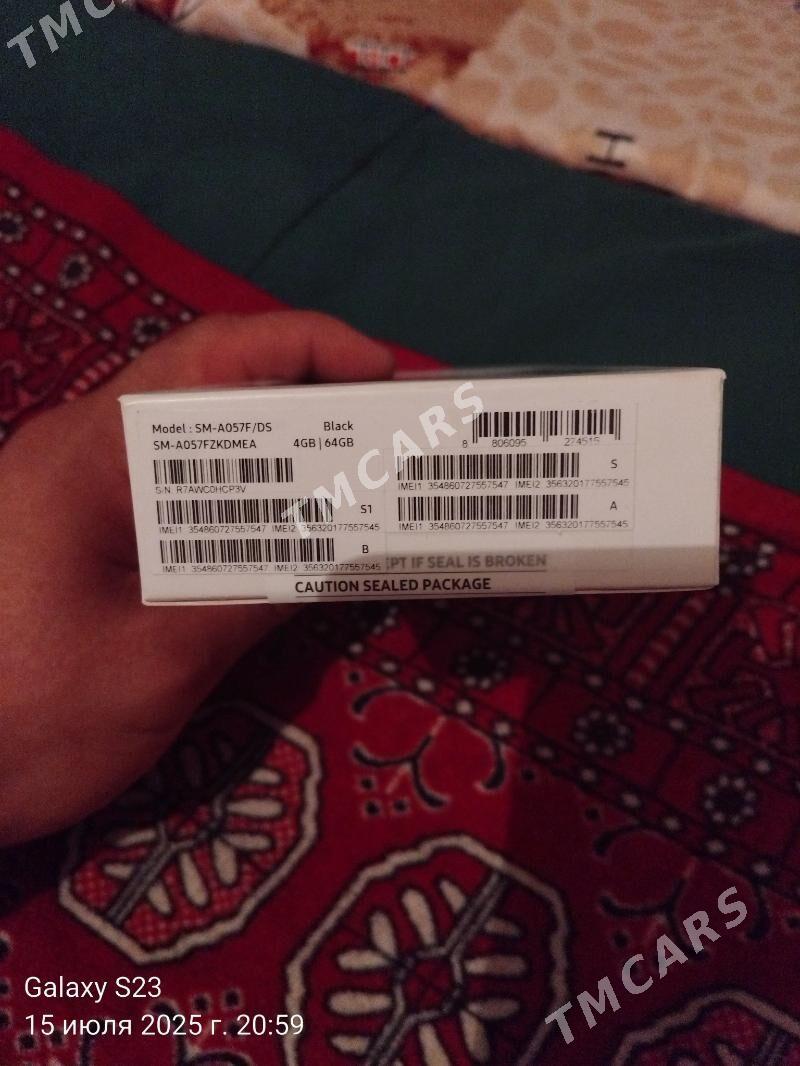 TMCARS
Model : SM-A057F/DS Black
SM-A057FZKDMEA 4GB | 64GB
8 806095 274515
S/N R7AWC0HCP3V
S
IMEI1 354860727557547 IMEI2 356320177557545
S1
IMEI1 354860727557547 IMEI2 356320177557545
A
IMEI1 354860727557547 IMEI2 356320177557545
B
IMEI1 354860727557547 IMEI2 356320177557545
IF SEAL IS BROKEN
CAUTION SEALED PACKAGE
TMCARS
TMCARS
Galaxy S23
15 июля 2025 г. 20:59